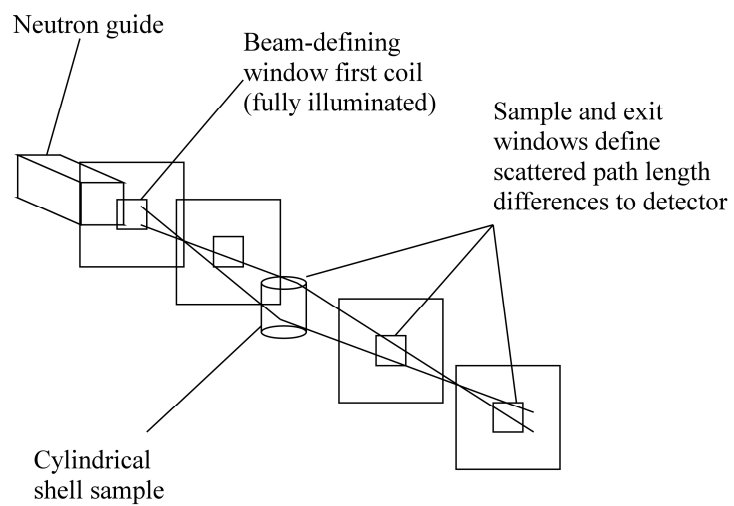 Neutron guide
Beam-defining
window first coil
(fully illuminated)
Sample and exit
windows define
scattered path length
differences to detector
Cylindrical
shell sample